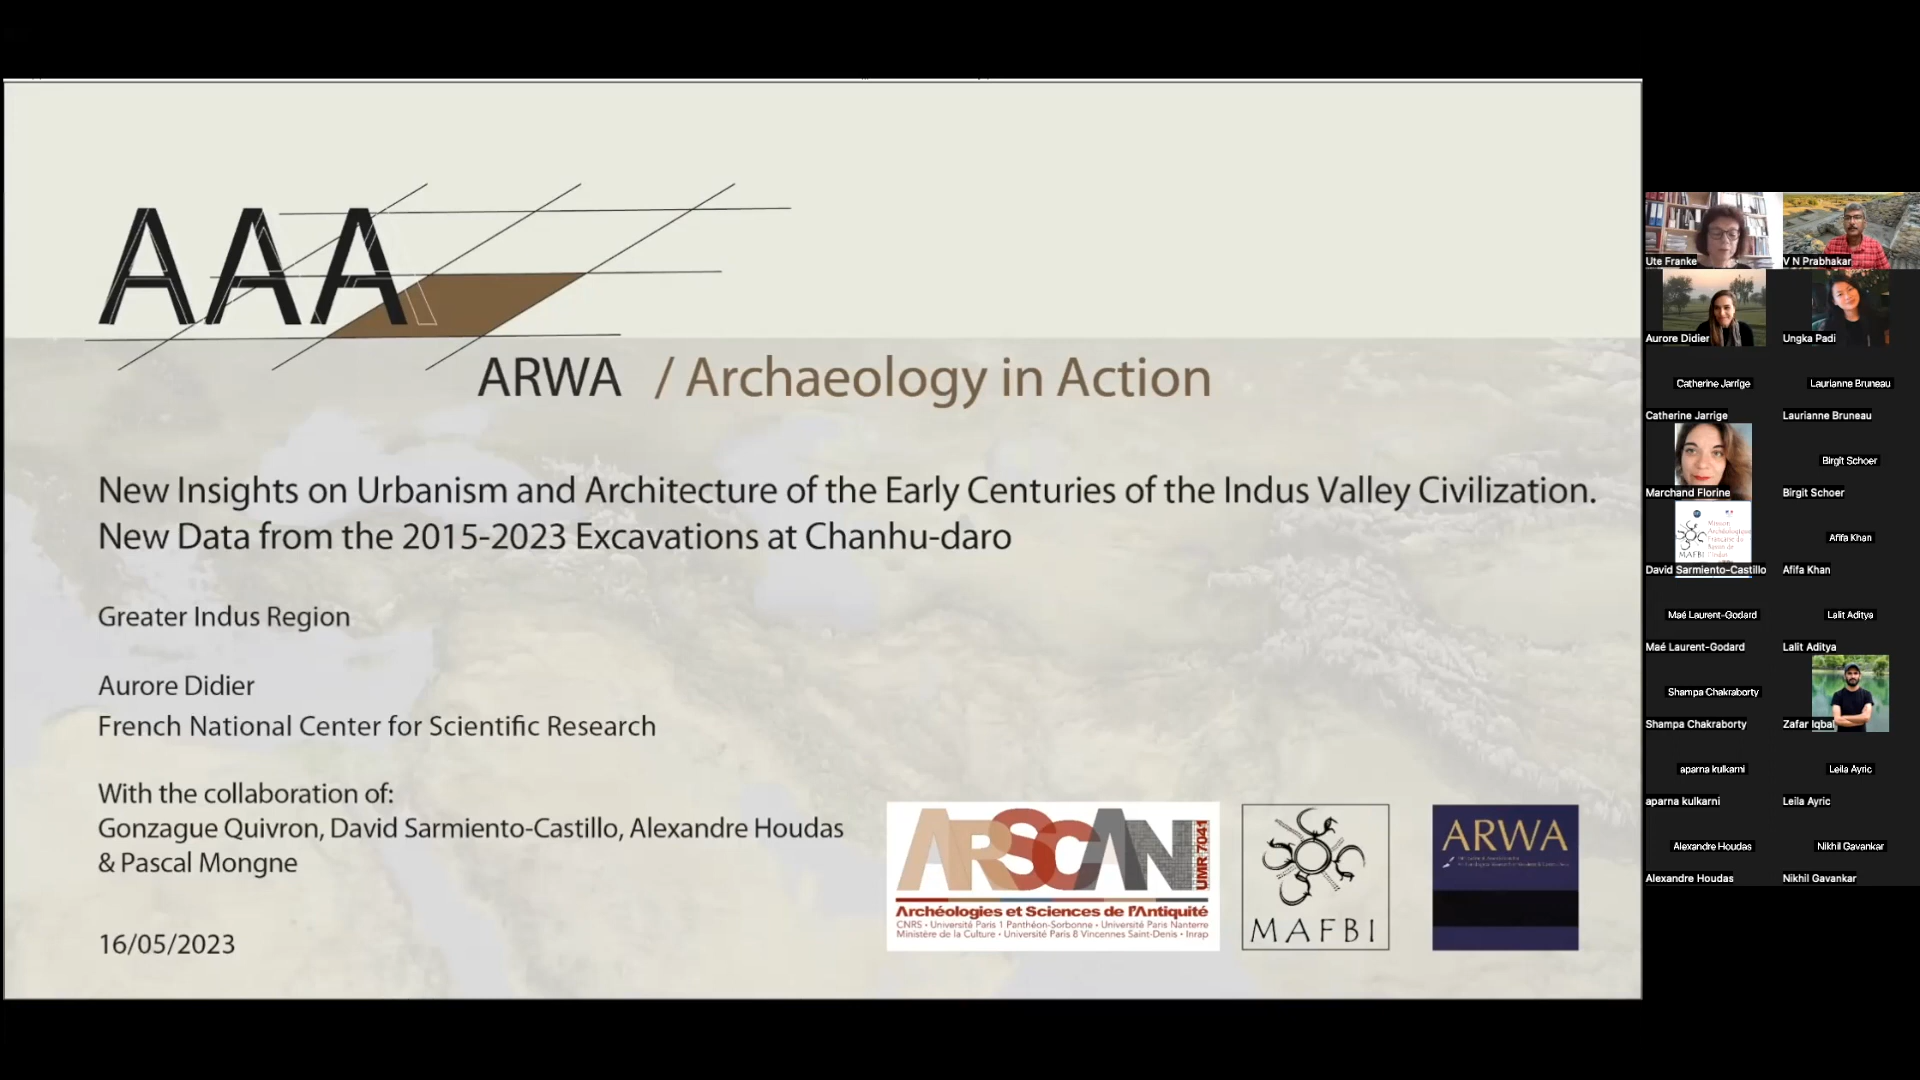 AAA
ARWA / Archaeology in Action
New Insights on Urbanism and Architecture of the Early Centuries of the Indus Valley Civilization.
New Data from the 2015-2023 Excavations at Chanhu-daro
Greater Indus Region
Aurore Didier
French National Center for Scientific Research
With the collaboration of:
Gonzague Quivron, David Sarmiento-Castillo, Alexandre Houdas
& Pascal Mongne
16/05/2023
ARSCAN
UMR 7041
Archéologies et Sciences de l'Antiquité
CNRS • Université Paris 1 Panthéon-Sorbonne • Université Paris Nanterre
Ministère de la Culture • Université Paris 8 Vincennes Saint-Denis • Inrap
MAFBI
ARWA
Ute Franke
V N Prabhakar
Aurore Didier
Ungka Padi
Catherine Jarrige
Laurianne Bruneau
Catherine Jarrige
Laurianne Bruneau
Marchand Florine
Birgit Schoer
Birgit Schoer
MAFBI
David Sarmiento-Castillo
Afifa Khan
Afifa Khan
Maé Laurent-Godard
Lalit Aditya
Maé Laurent-Godard
Lalit Aditya
Shampa Chakraborty
Shampa Chakraborty
Zafar Iqbal
aparna kulkarni
Leila Ayric
aparna kulkarni
Leila Ayric
Alexandre Houdas
Nikhil Gavankar
Alexandre Houdas
Nikhil Gavankar